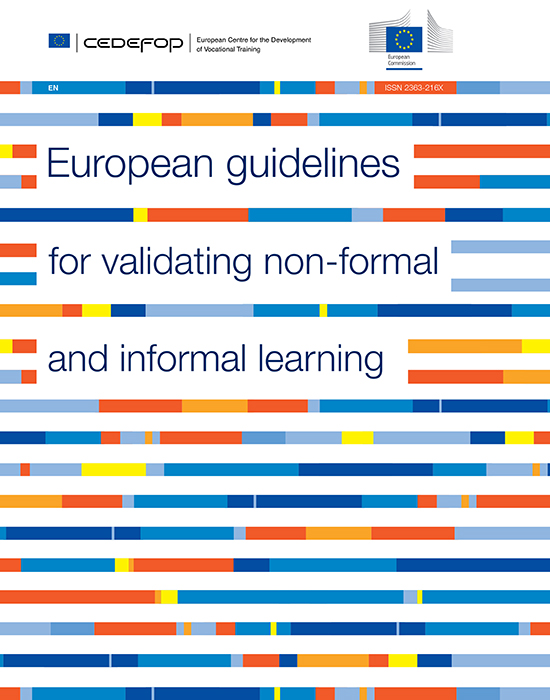 CEDEFOP
European Centre for the Development
of Vocational Training
European
Commission
EN
ISSN 2363-216X
European guidelines
for validating non-formal
and informal learning